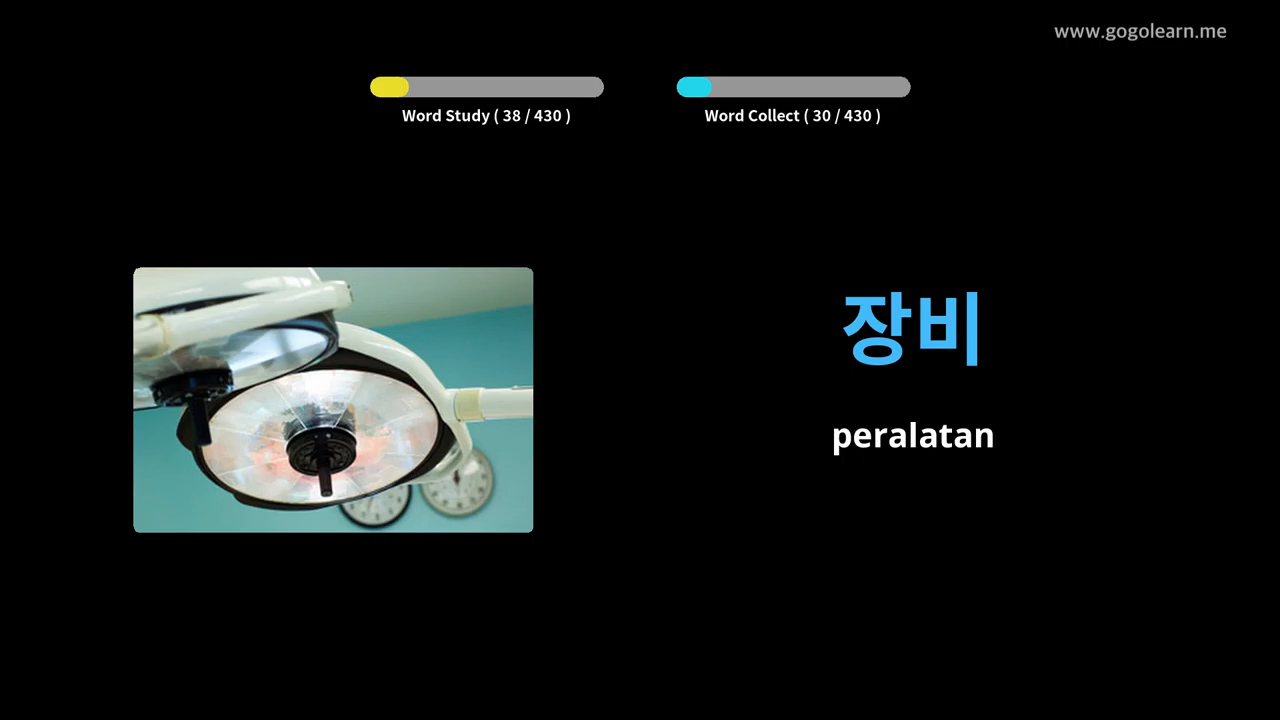 www.gogolearn.me
Word Study ( 38 / 430 )
Word Collect ( 30 / 430 )
장비
peralatan